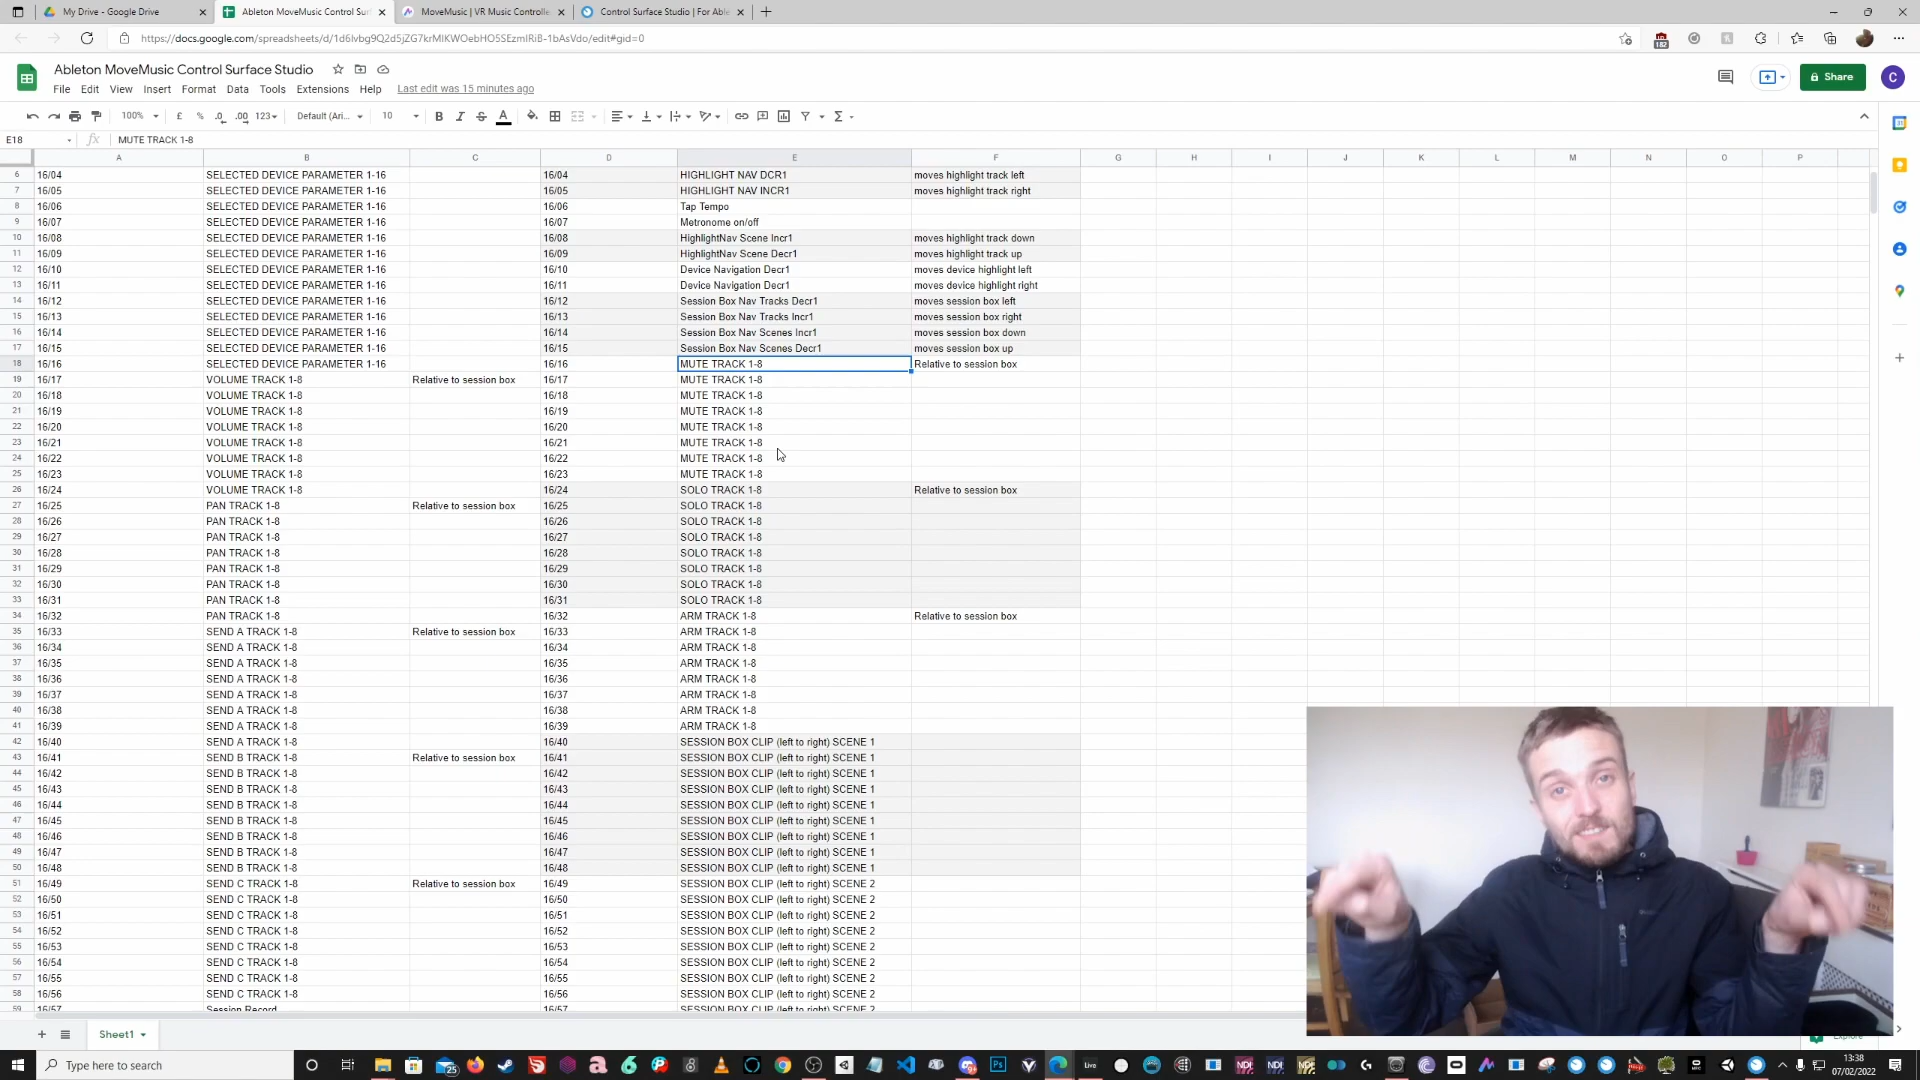 My Drive - Google Drive
Ableton MoveMusic Control Sur
MoveMusic | VR Music Controlle
Control Surface Studio | For Able
https://docs.google.com/spreadsheets/d/1d6lvbg9Q2d5jZG7krMIKWOebHO5SEzmIRiB-1bAsVdo/edit#gid=0
182
Ableton MoveMusic Control Surface Studio
File Edit View Insert Format Data Tools Extensions Help Last edit was 15 minutes ago
Share
C
100% £ % .0 .00 123 Default (Ari... 10 B I S A
E18 fx MUTE TRACK 1-8
A B C D E F G H I J K L M N O P
6 16/04 SELECTED DEVICE PARAMETER 1-16 16/04 HIGHLIGHT NAV DCR1 moves highlight track left
7 16/05 SELECTED DEVICE PARAMETER 1-16 16/05 HIGHLIGHT NAV INCR1 moves highlight track right
8 16/06 SELECTED DEVICE PARAMETER 1-16 16/06 Tap Tempo
9 16/07 SELECTED DEVICE PARAMETER 1-16 16/07 Metronome on/off
10 16/08 SELECTED DEVICE PARAMETER 1-16 16/08 HighlightNav Scene Incr1 moves highlight track down
11 16/09 SELECTED DEVICE PARAMETER 1-16 16/09 HighlightNav Scene Decr1 moves highlight track up
12 16/10 SELECTED DEVICE PARAMETER 1-16 16/10 Device Navigation Decr1 moves device highlight left
13 16/11 SELECTED DEVICE PARAMETER 1-16 16/11 Device Navigation Decr1 moves device highlight right
14 16/12 SELECTED DEVICE PARAMETER 1-16 16/12 Session Box Nav Tracks Decr1 moves session box left
15 16/13 SELECTED DEVICE PARAMETER 1-16 16/13 Session Box Nav Tracks Incr1 moves session box right
16 16/14 SELECTED DEVICE PARAMETER 1-16 16/14 Session Box Nav Scenes Incr1 moves session box down
17 16/15 SELECTED DEVICE PARAMETER 1-16 16/15 Session Box Nav Scenes Decr1 moves session box up
18 16/16 SELECTED DEVICE PARAMETER 1-16 16/16 MUTE TRACK 1-8 Relative to session box
19 16/17 VOLUME TRACK 1-8 Relative to session box 16/17 MUTE TRACK 1-8
20 16/18 VOLUME TRACK 1-8 16/18 MUTE TRACK 1-8
21 16/19 VOLUME TRACK 1-8 16/19 MUTE TRACK 1-8
22 16/20 VOLUME TRACK 1-8 16/20 MUTE TRACK 1-8
23 16/21 VOLUME TRACK 1-8 16/21 MUTE TRACK 1-8
24 16/22 VOLUME TRACK 1-8 16/22 MUTE TRACK 1-8
25 16/23 VOLUME TRACK 1-8 16/23 MUTE TRACK 1-8
26 16/24 VOLUME TRACK 1-8 16/24 SOLO TRACK 1-8 Relative to session box
27 16/25 PAN TRACK 1-8 Relative to session box 16/25 SOLO TRACK 1-8
28 16/26 PAN TRACK 1-8 16/26 SOLO TRACK 1-8
29 16/27 PAN TRACK 1-8 16/27 SOLO TRACK 1-8
30 16/28 PAN TRACK 1-8 16/28 SOLO TRACK 1-8
31 16/29 PAN TRACK 1-8 16/29 SOLO TRACK 1-8
32 16/30 PAN TRACK 1-8 16/30 SOLO TRACK 1-8
33 16/31 PAN TRACK 1-8 16/31 SOLO TRACK 1-8
34 16/32 PAN TRACK 1-8 16/32 ARM TRACK 1-8 Relative to session box
35 16/33 SEND A TRACK 1-8 Relative to session box 16/33 ARM TRACK 1-8
36 16/34 SEND A TRACK 1-8 16/34 ARM TRACK 1-8
37 16/35 SEND A TRACK 1-8 16/35 ARM TRACK 1-8
38 16/36 SEND A TRACK 1-8 16/36 ARM TRACK 1-8
39 16/37 SEND A TRACK 1-8 16/37 ARM TRACK 1-8
40 16/38 SEND A TRACK 1-8 16/38 ARM TRACK 1-8
41 16/39 SEND A TRACK 1-8 16/39 ARM TRACK 1-8
42 16/40 SEND A TRACK 1-8 16/40 SESSION BOX CLIP (left to right) SCENE 1
43 16/41 SEND B TRACK 1-8 Relative to session box 16/41 SESSION BOX CLIP (left to right) SCENE 1
44 16/42 SEND B TRACK 1-8 16/42 SESSION BOX CLIP (left to right) SCENE 1
45 16/43 SEND B TRACK 1-8 16/43 SESSION BOX CLIP (left to right) SCENE 1
46 16/44 SEND B TRACK 1-8 16/44 SESSION BOX CLIP (left to right) SCENE 1
47 16/45 SEND B TRACK 1-8 16/45 SESSION BOX CLIP (left to right) SCENE 1
48 16/46 SEND B TRACK 1-8 16/46 SESSION BOX CLIP (left to right) SCENE 1
49 16/47 SEND B TRACK 1-8 16/47 SESSION BOX CLIP (left to right) SCENE 1
50 16/48 SEND B TRACK 1-8 16/48 SESSION BOX CLIP (left to right) SCENE 1
51 16/49 SEND C TRACK 1-8 Relative to session box 16/49 SESSION BOX CLIP (left to right) SCENE 2
52 16/50 SEND C TRACK 1-8 16/50 SESSION BOX CLIP (left to right) SCENE 2
53 16/51 SEND C TRACK 1-8 16/51 SESSION BOX CLIP (left to right) SCENE 2
54 16/52 SEND C TRACK 1-8 16/52 SESSION BOX CLIP (left to right) SCENE 2
55 16/53 SEND C TRACK 1-8 16/53 SESSION BOX CLIP (left to right) SCENE 2
56 16/54 SEND C TRACK 1-8 16/54 SESSION BOX CLIP (left to right) SCENE 2
57 16/55 SEND C TRACK 1-8 16/55 SESSION BOX CLIP (left to right) SCENE 2
58 16/56 SEND C TRACK 1-8 16/56 SESSION BOX CLIP (left to right) SCENE 2
59 16/57 Session Record 16/57 SESSION BOX CLIP (left to right) SCENE 2
Sheet1
Explore
Type here to search
25
Live
13:38
07/02/2022